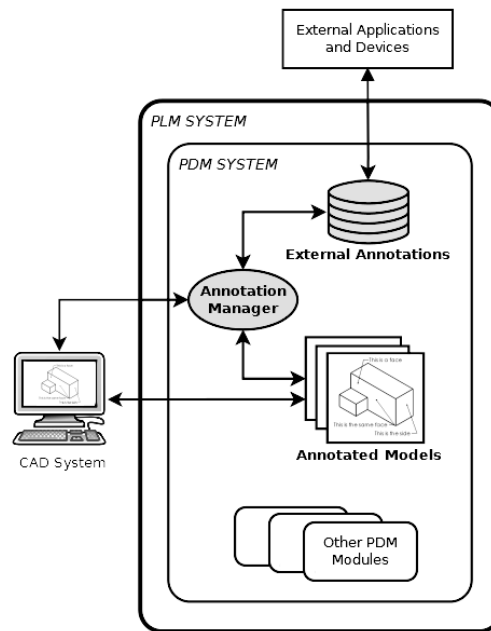 External Applications
and Devices
PLM SYSTEM
PDM SYSTEM
External Annotations
Annotation
Manager
This is a face
This is the same face
This is the side
CAD System
Annotated Models
Other PDM
Modules